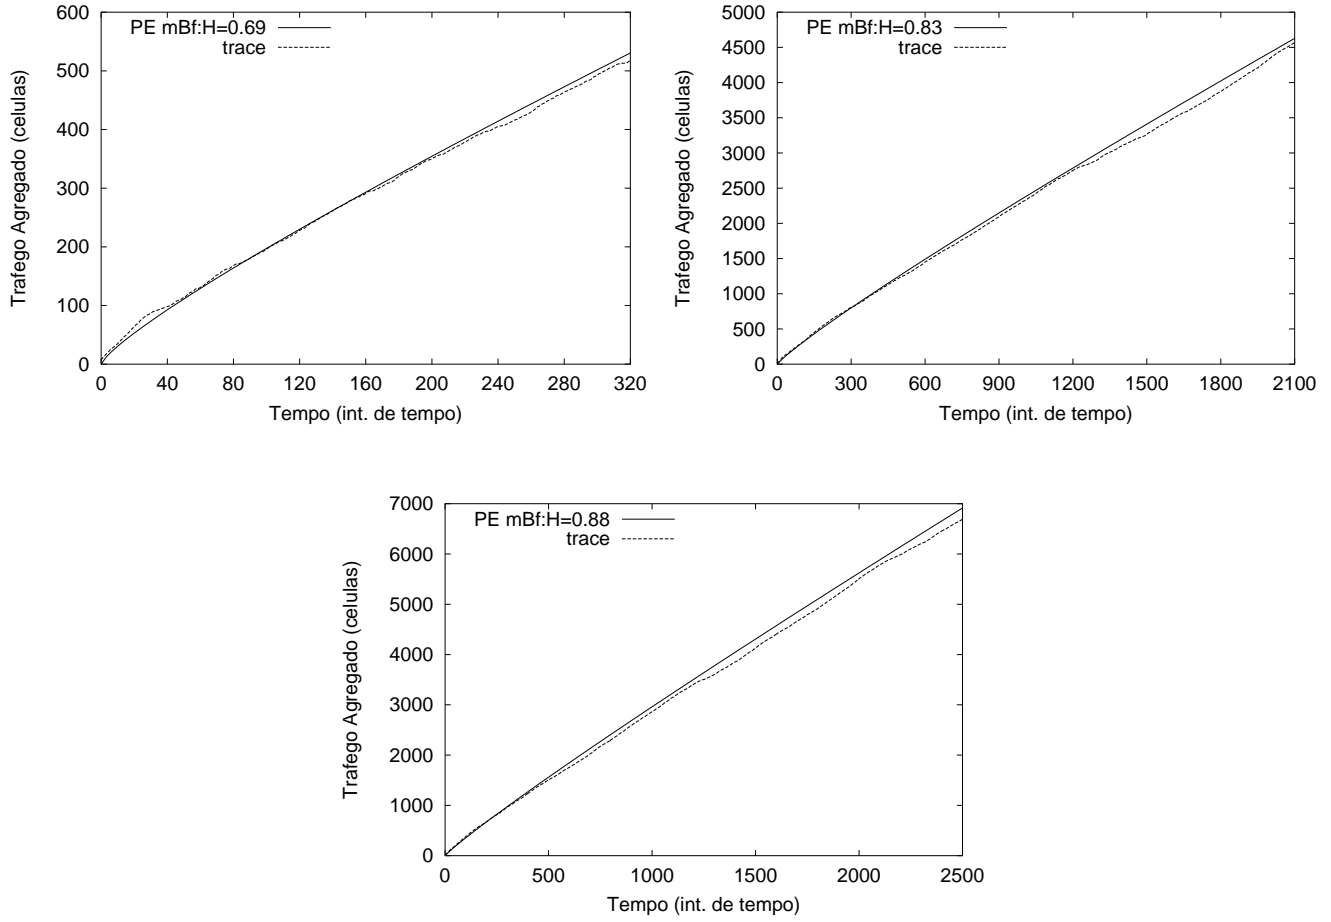 600
500
400
300
200
100
0
Trafego Agregado (celulas)
PE mBf:H=0.69
trace
0 40 80 120 160 200 240 280 320
Tempo (int. de tempo)
5000
4500
4000
3500
3000
2500
2000
1500
1000
500
0
Trafego Agregado (celulas)
PE mBf:H=0.83
trace
0 300 600 900 1200 1500 1800 2100
Tempo (int. de tempo)
7000
6000
5000
4000
3000
2000
1000
0
Trafego Agregado (celulas)
PE mBf:H=0.88
trace
0 500 1000 1500 2000 2500
Tempo (int. de tempo)